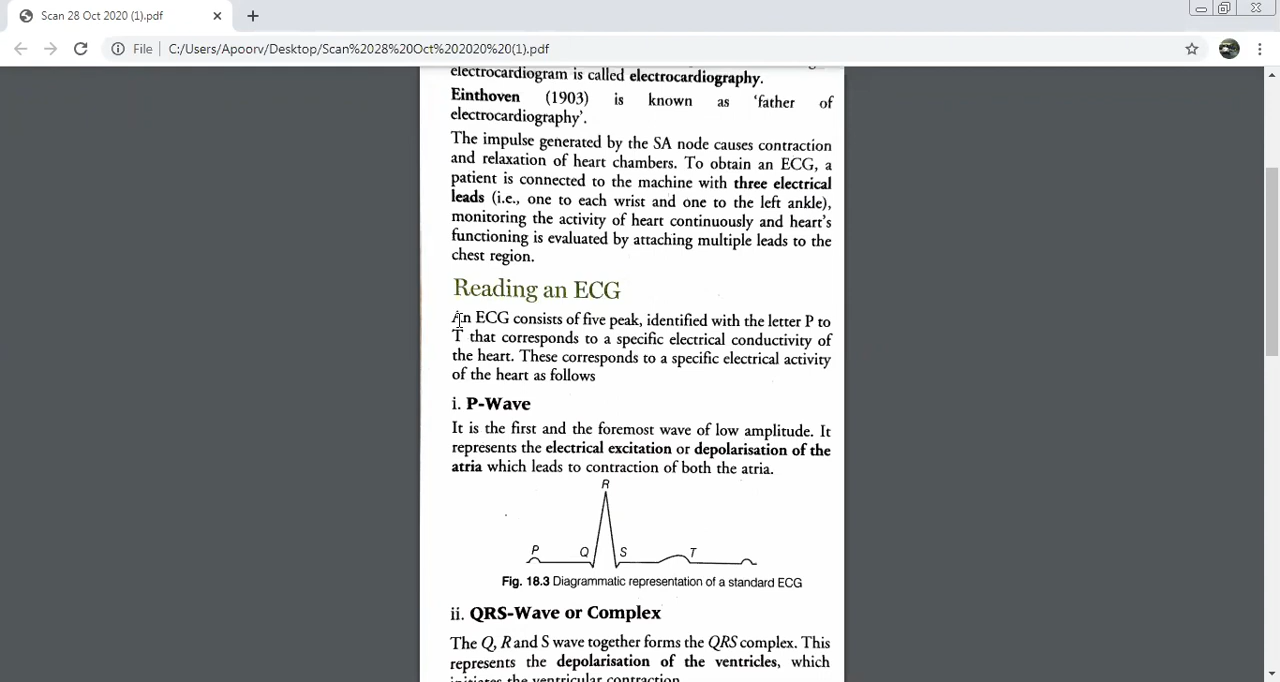 Scan 28 Oct 2020 (1).pdf
File | C:/Users/Apoorv/Desktop/Scan%2028%20Oct%202020%20(1).pdf
electrocardiogram is called electrocardiography.
Einthoven (1903) is known as 'father of
electrocardiography'.
The impulse generated by the SA node causes contraction
and relaxation of heart chambers. To obtain an ECG, a
patient is connected to the machine with three electrical
leads (i.e., one to each wrist and one to the left ankle),
monitoring the activity of heart continuously and heart's
functioning is evaluated by attaching multiple leads to the
chest region.
Reading an ECG
An ECG consists of five peak, identified with the letter P to
T that corresponds to a specific electrical conductivity of
the heart. These corresponds to a specific electrical activity
of the heart as follows
i. P-Wave
It is the first and the foremost wave of low amplitude. It
represents the electrical excitation or depolarisation of the
atria which leads to contraction of both the atria.
R
P Q S T
Fig. 18.3 Diagrammatic representation of a standard ECG
ii. QRS-Wave or Complex
The Q, R and S wave together forms the QRS complex. This
represents the depolarisation of the ventricles, which
initiates the ventricular contraction